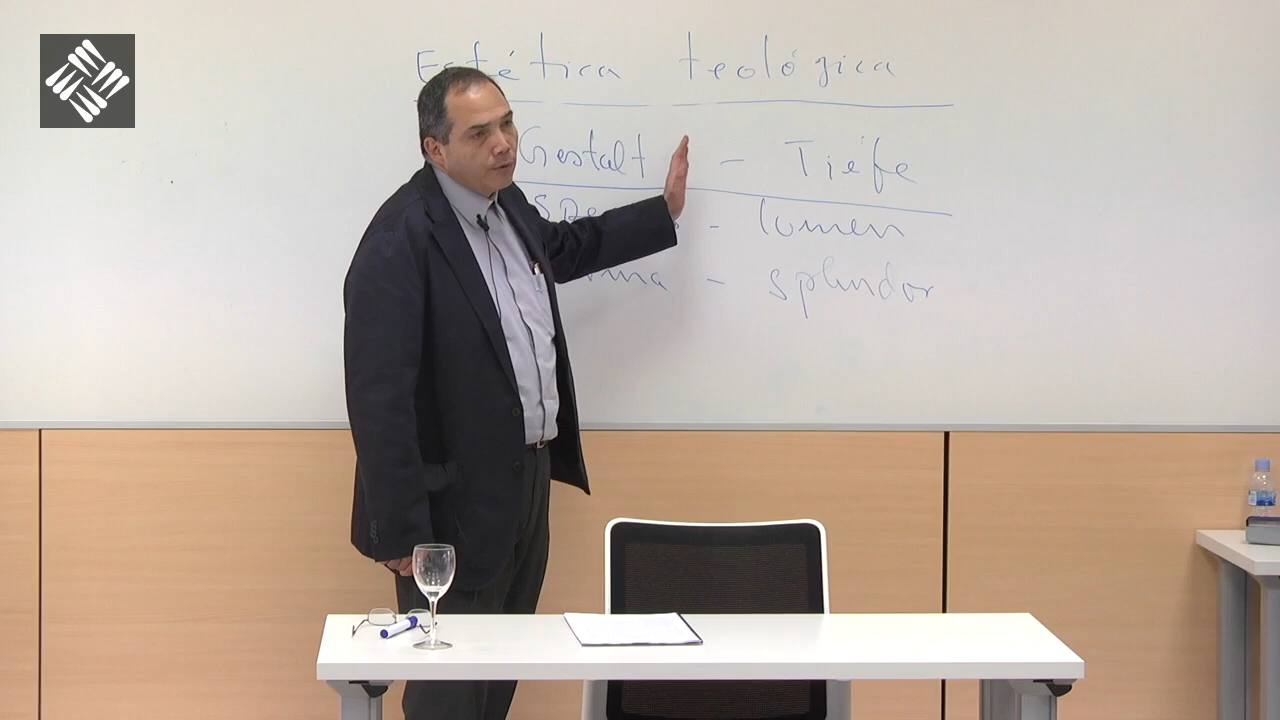 Estética teológica
Gestalt - Tiefe
- lumen
- splendor